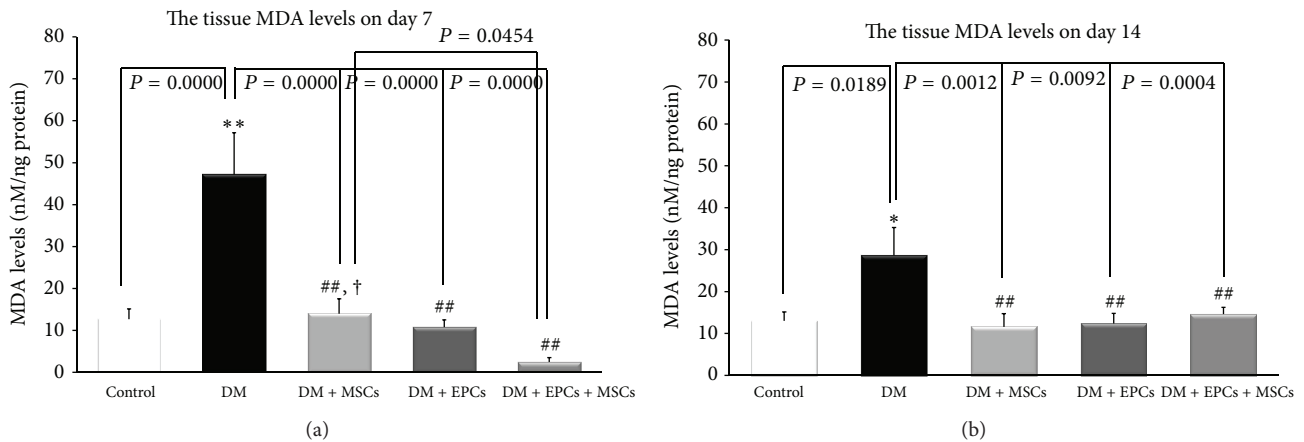 The tissue MDA levels on day 7
P = 0.0454
P = 0.0000
P = 0.0000
P = 0.0000
P = 0.0000
MDA levels (nM/ng protein)
80
70
60
50
40
30
20
10
0
**
##, †
##
##
Control
DM
DM + MSCs
DM + EPCs
DM + EPCs + MSCs
(a)
The tissue MDA levels on day 14
P = 0.0189
P = 0.0012
P = 0.0092
P = 0.0004
MDA levels (nM/ng protein)
80
70
60
50
40
30
20
10
0
*
##
##
##
Control
DM
DM + MSCs
DM + EPCs
DM + EPCs + MSCs
(b)